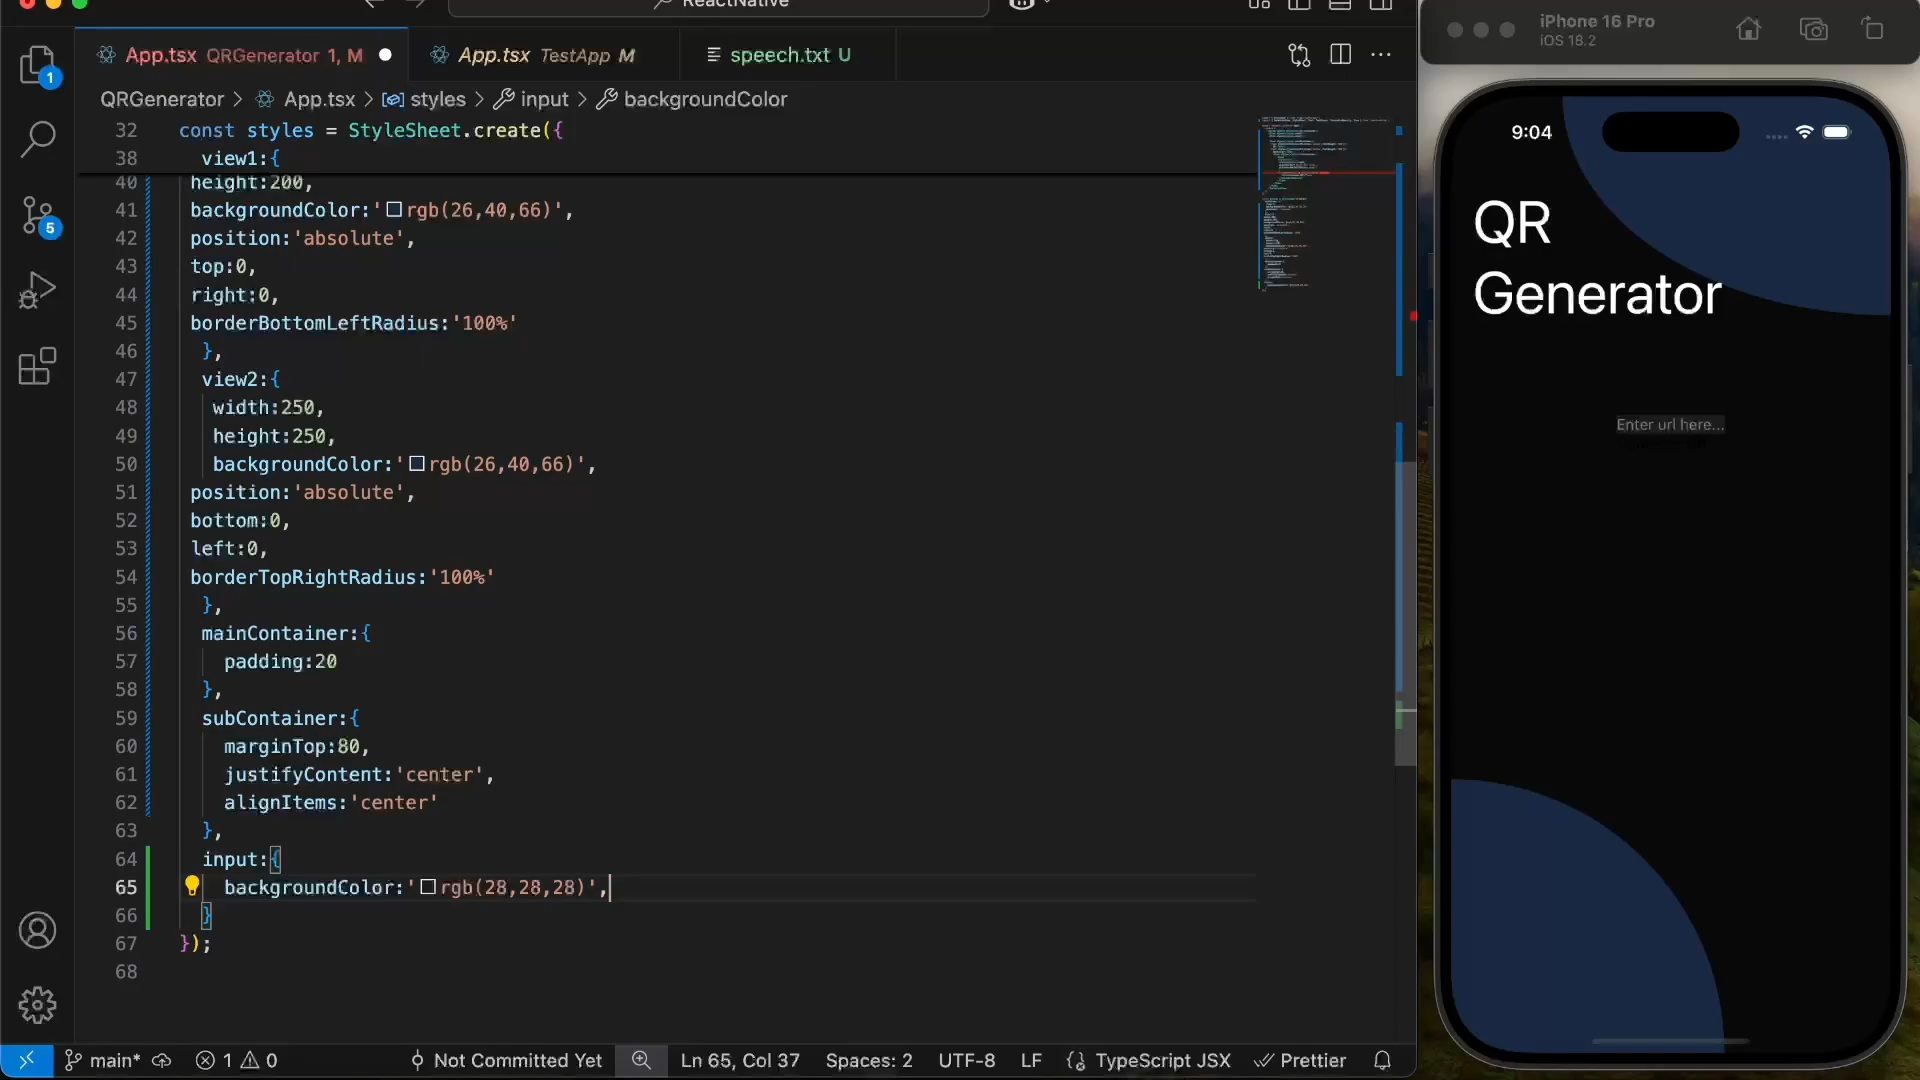 ReactNative
App.tsx QRGenerator 1, M
App.tsx TestApp M
speech.txt U
QRGenerator > App.tsx > styles > input > backgroundColor
32 const styles = StyleSheet.create({
38 view1:{
40 height:200,
41 backgroundColor:'rgb(26,40,66)',
42 position:'absolute',
43 top:0,
44 right:0,
45 borderBottomLeftRadius:'100%'
46 },
47 view2:{
48 width:250,
49 height:250,
50 backgroundColor:'rgb(26,40,66)',
51 position:'absolute',
52 bottom:0,
53 left:0,
54 borderTopRightRadius:'100%'
55 },
56 mainContainer:{
57 padding:20
58 },
59 subContainer:{
60 marginTop:80,
61 justifyContent:'center',
62 alignItems:'center'
63 },
64 input:{
65 backgroundColor:'rgb(28,28,28)',
66 }
67 });
68
1
5
main* 1 0 Not Committed Yet Ln 65, Col 37 Spaces: 2 UTF-8 LF TypeScript JSX Prettier
iPhone 16 Pro
iOS 18.2
9:04
QR
Generator
Enter url here...